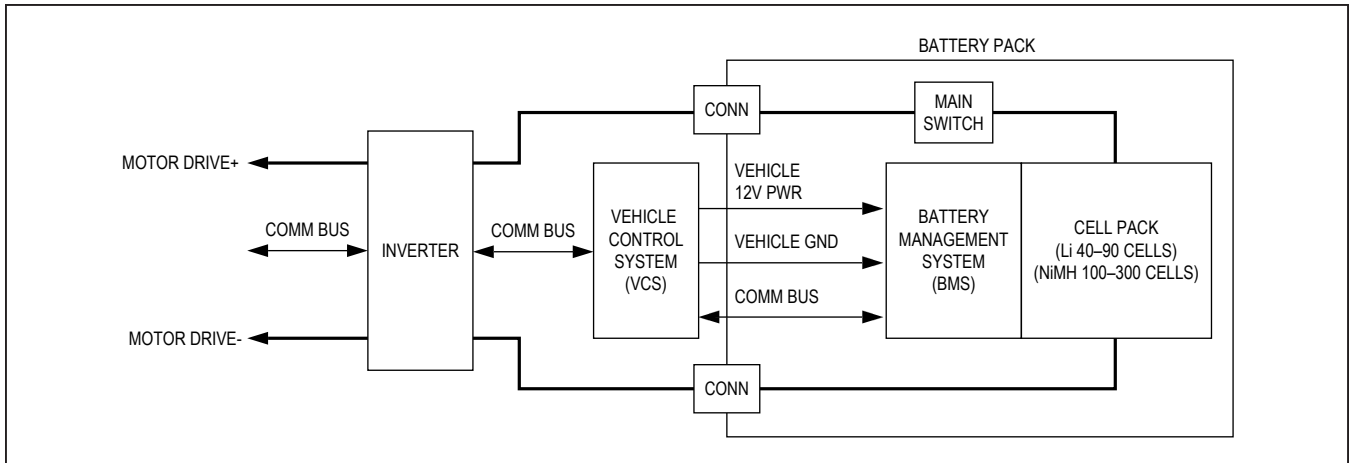 BATTERY PACK
CONN
MAIN
SWITCH
MOTOR DRIVE+
COMM BUS
INVERTER
COMM BUS
VEHICLE
CONTROL
SYSTEM
(VCS)
VEHICLE
12V PWR
VEHICLE GND
COMM BUS
BATTERY
MANAGEMENT
SYSTEM
(BMS)
CELL PACK
(Li 40–90 CELLS)
(NiMH 100–300 CELLS)
MOTOR DRIVE-
CONN